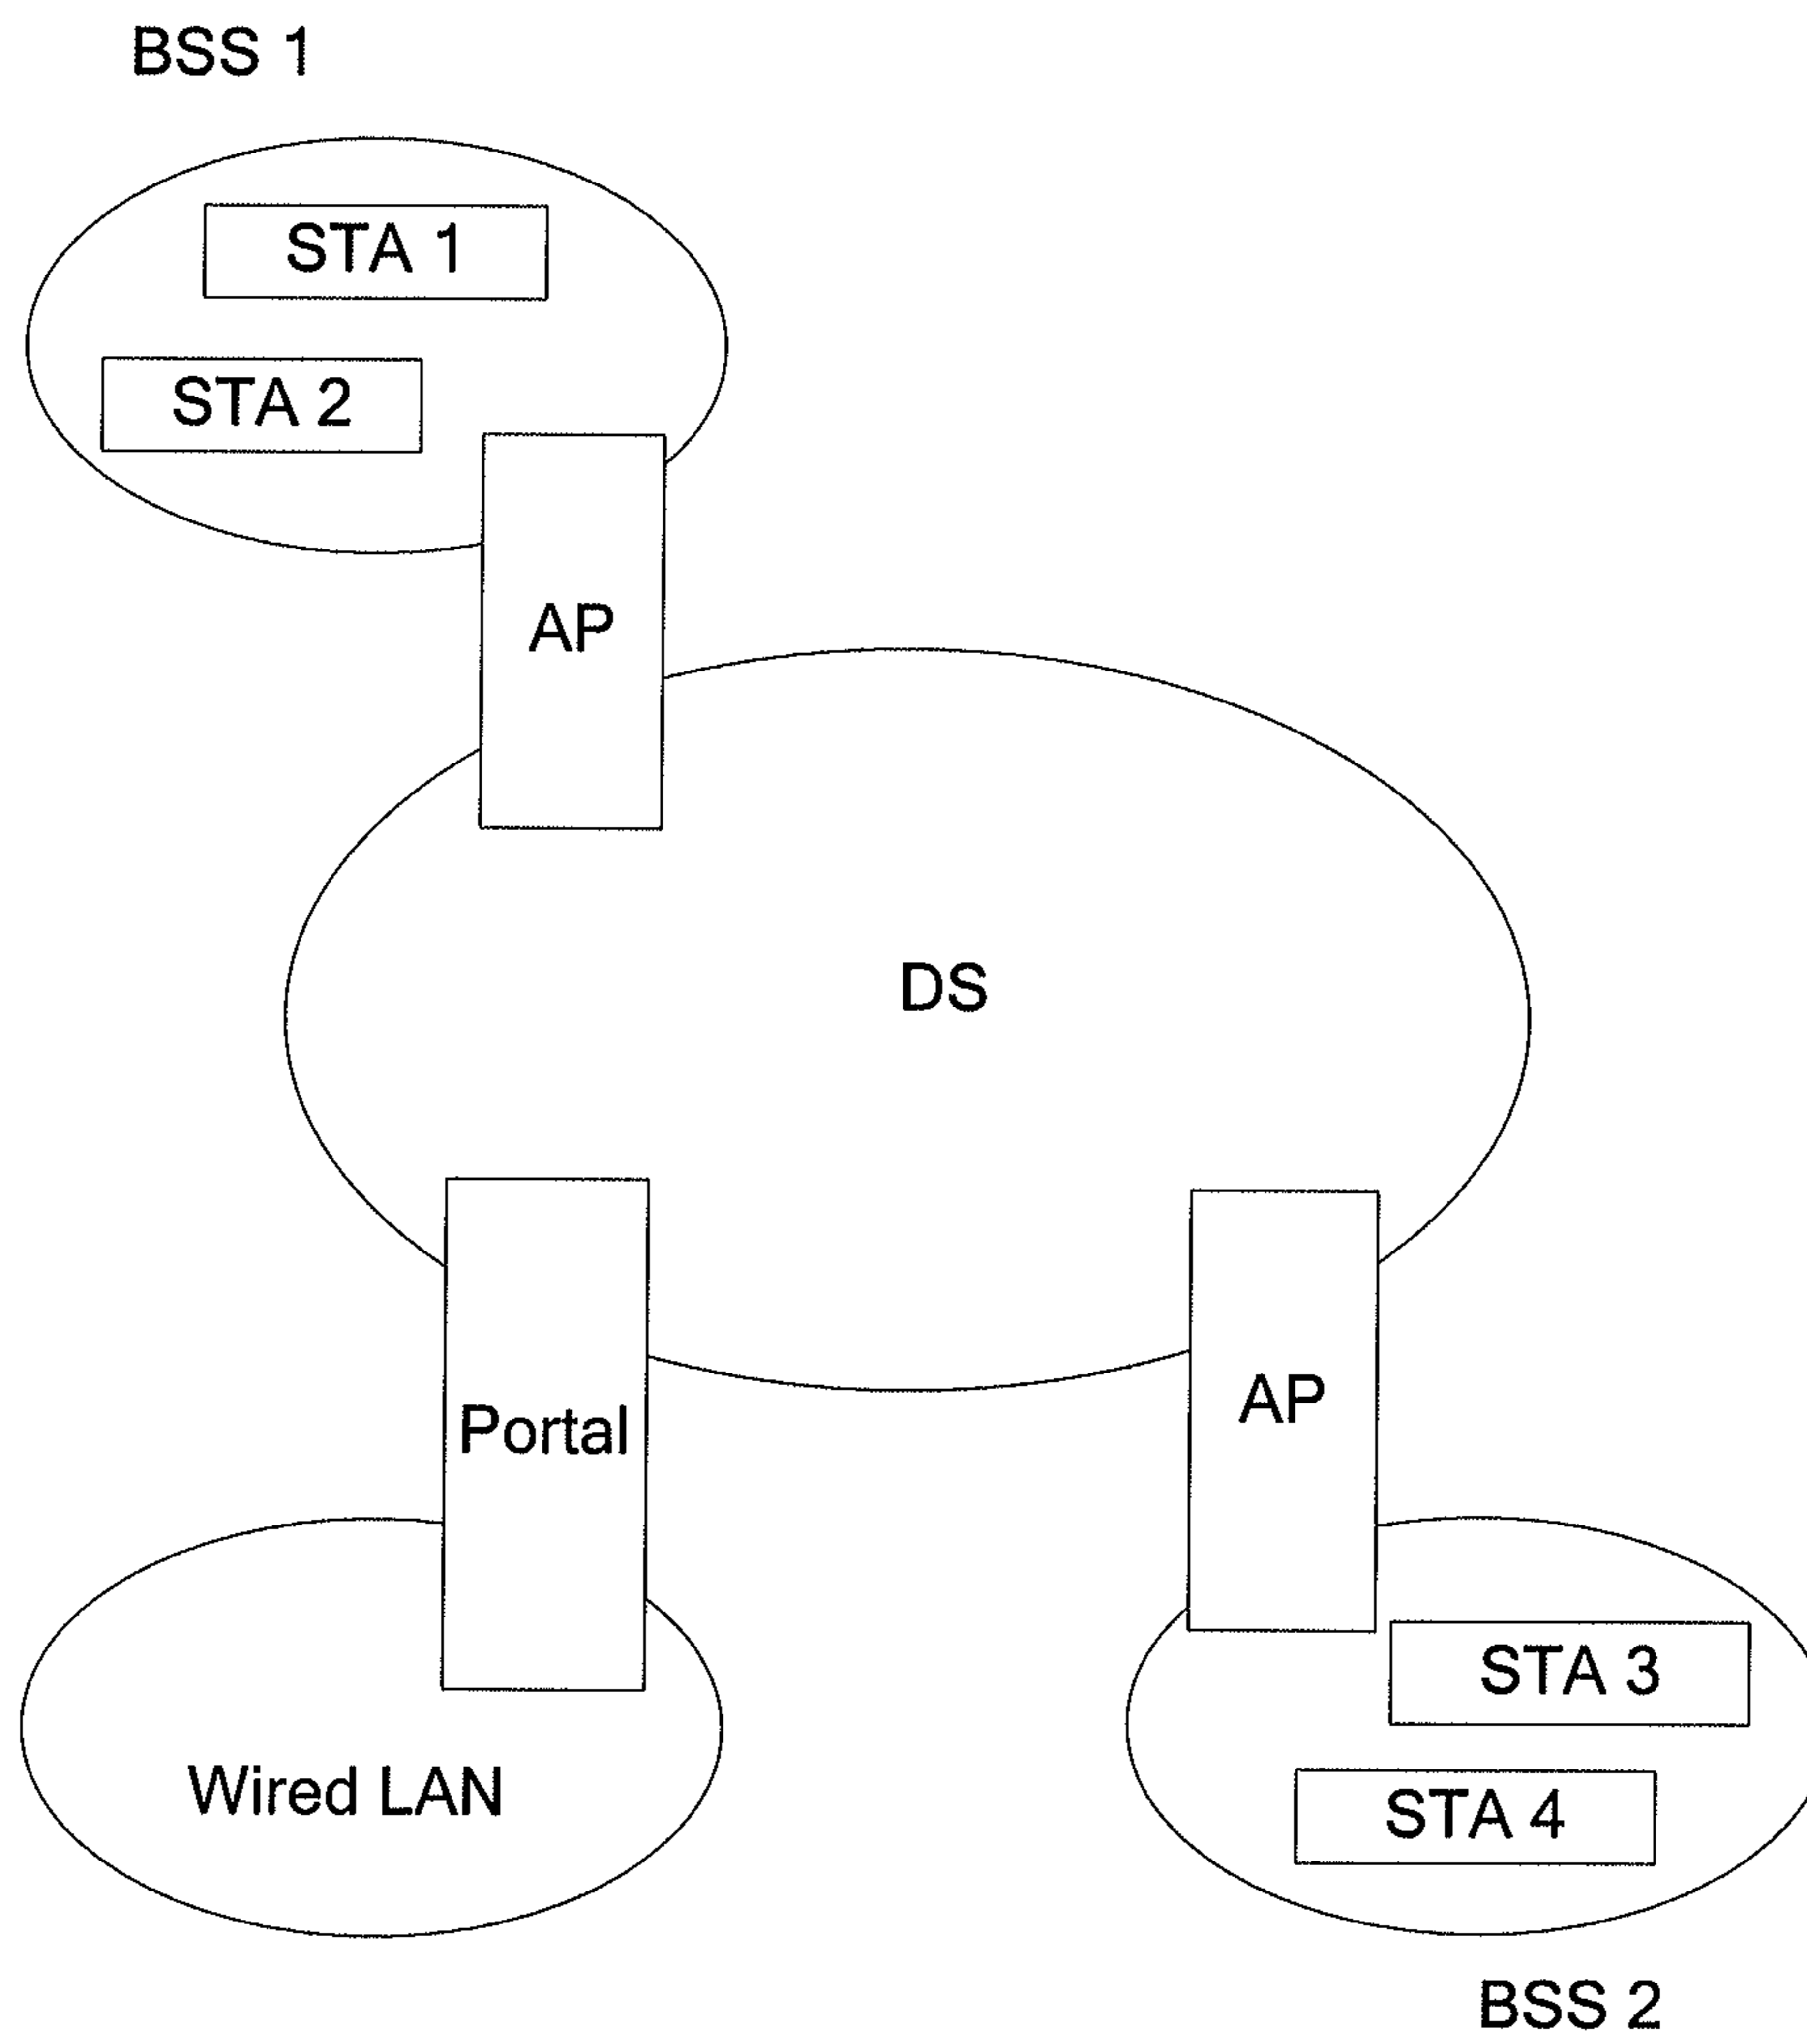 BSS 1
STA 1
STA 2
AP
DS
Portal
AP
Wired LAN
STA 3
STA 4
BSS 2